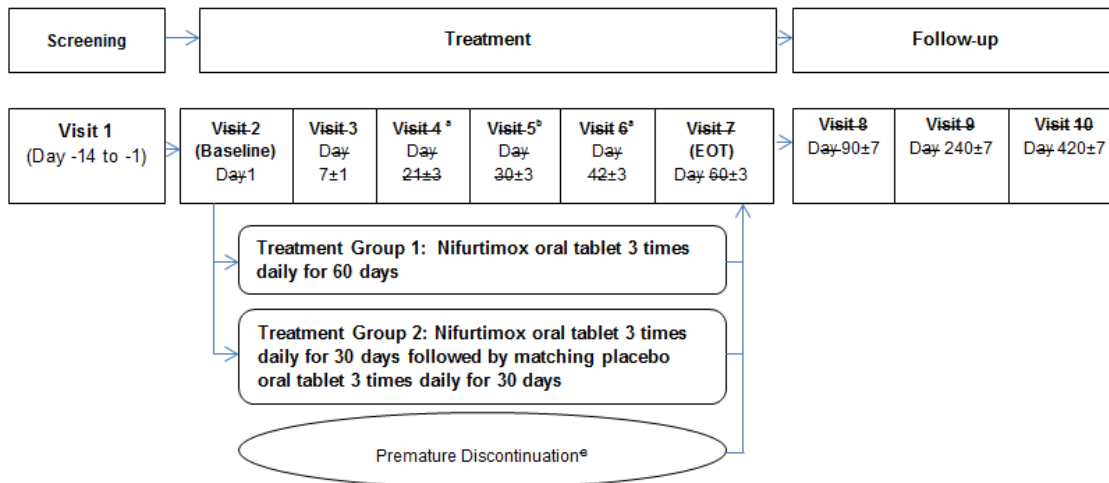 Screening
Treatment
Follow-up
Visit 1
(Day -14 to -1)
Visit 2
(Baseline)
Day1
Visit 3
Day
7±1
Visit 4 ᵃ
Day
21±3
Visit 5ᵇ
Day
30±3
Visit 6ᵃ
Day
42±3
Visit 7
(EOT)
Day 60±3
Visit 8
Day 90±7
Visit 9
Day 240±7
Visit 10
Day 420±7
Treatment Group 1: Nifurtimox oral tablet 3 times
daily for 60 days
Treatment Group 2: Nifurtimox oral tablet 3 times
daily for 30 days followed by matching placebo
oral tablet 3 times daily for 30 days
Premature Discontinuation